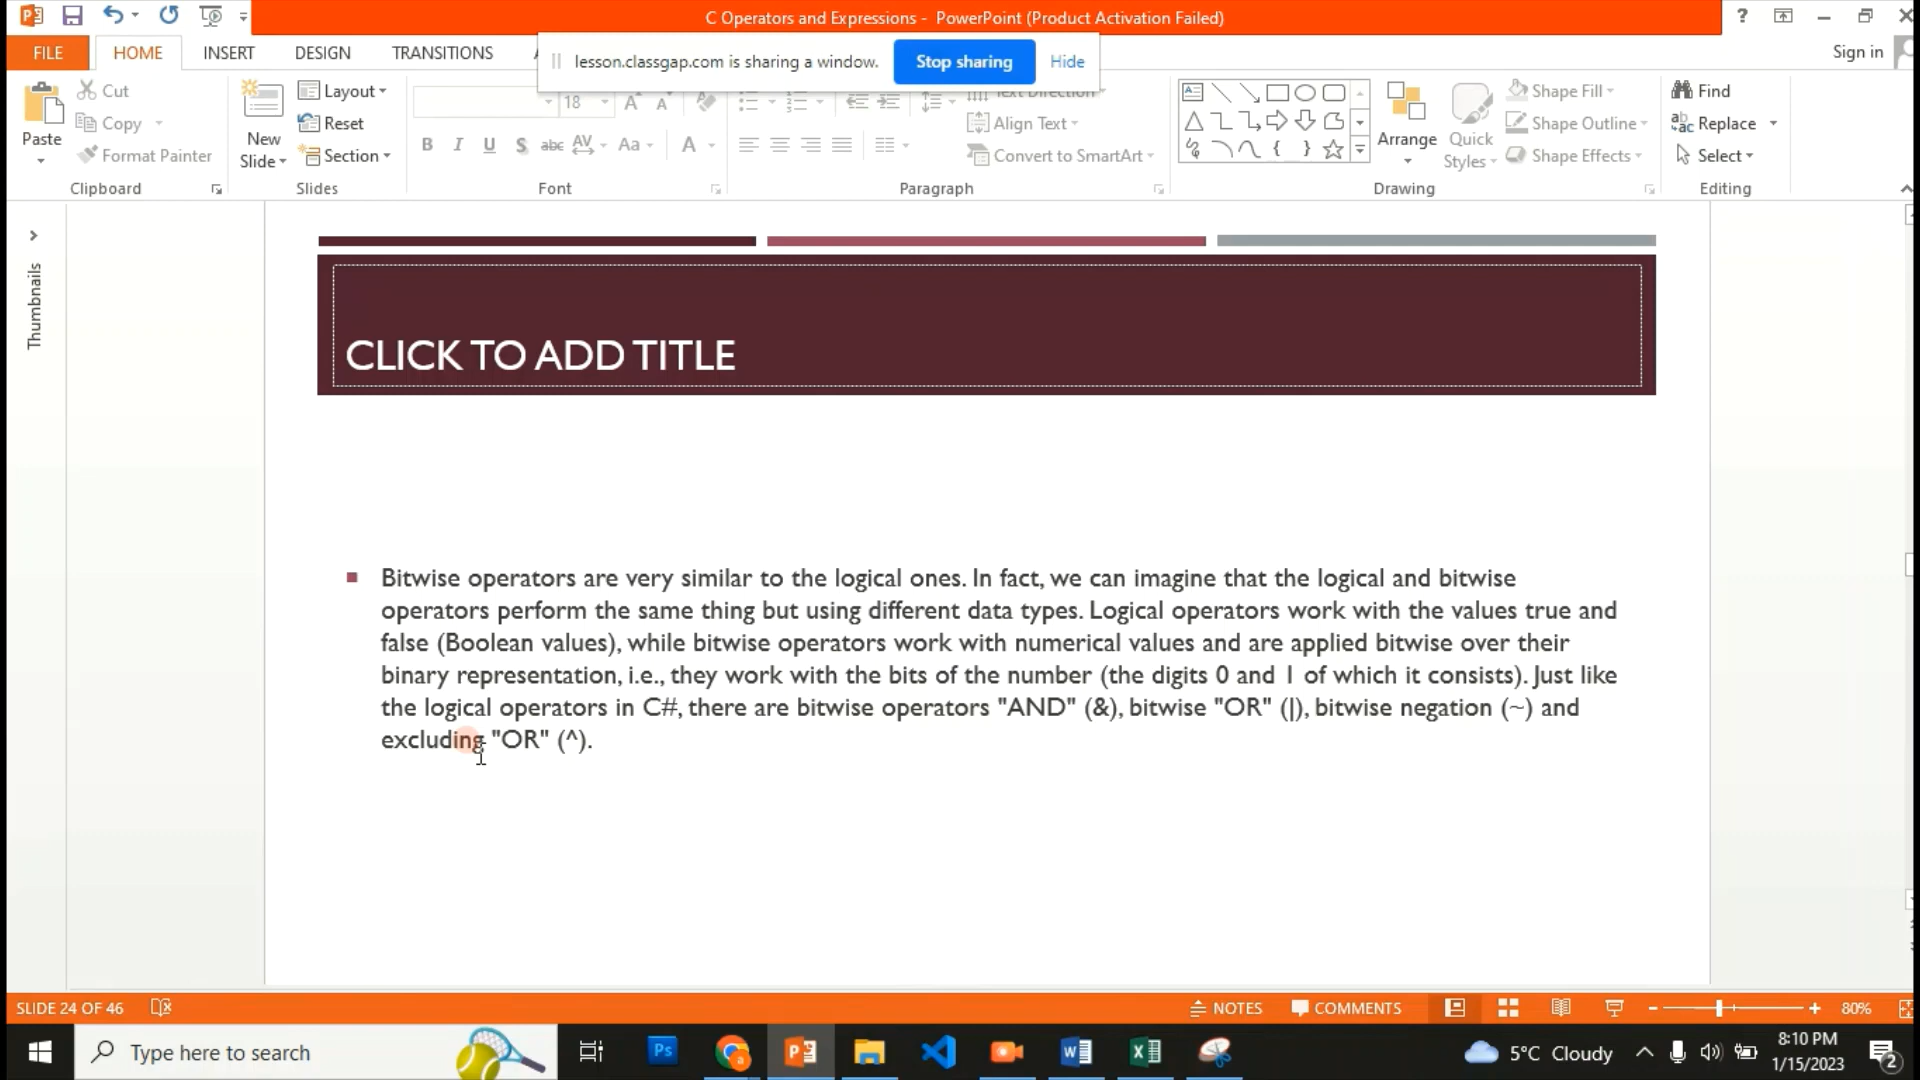 C Operators and Expressions - PowerPoint (Product Activation Failed)
FILE HOME INSERT DESIGN TRANSITIONS
Sign in
lesson.classgap.com is sharing a window. Stop sharing Hide
Paste
Cut
Copy
Format Painter
Clipboard
New Slide
Layout
Reset
Section
Slides
18
B I U S abc AV Aa A
Font
Text Direction
Align Text
Convert to SmartArt
Paragraph
Arrange
Quick Styles
Shape Fill
Shape Outline
Shape Effects
Drawing
Find
Replace
Select
Editing
Thumbnails
CLICK TO ADD TITLE
Bitwise operators are very similar to the logical ones. In fact, we can imagine that the logical and bitwise
operators perform the same thing but using different data types. Logical operators work with the values true and
false (Boolean values), while bitwise operators work with numerical values and are applied bitwise over their
binary representation, i.e., they work with the bits of the number (the digits 0 and 1 of which it consists). Just like
the logical operators in C#, there are bitwise operators "AND" (&), bitwise "OR" (|), bitwise negation (~) and
excluding "OR" (^).
SLIDE 24 OF 46
NOTES COMMENTS 80%
Type here to search
Ps
5°C Cloudy
8:10 PM
1/15/2023
2